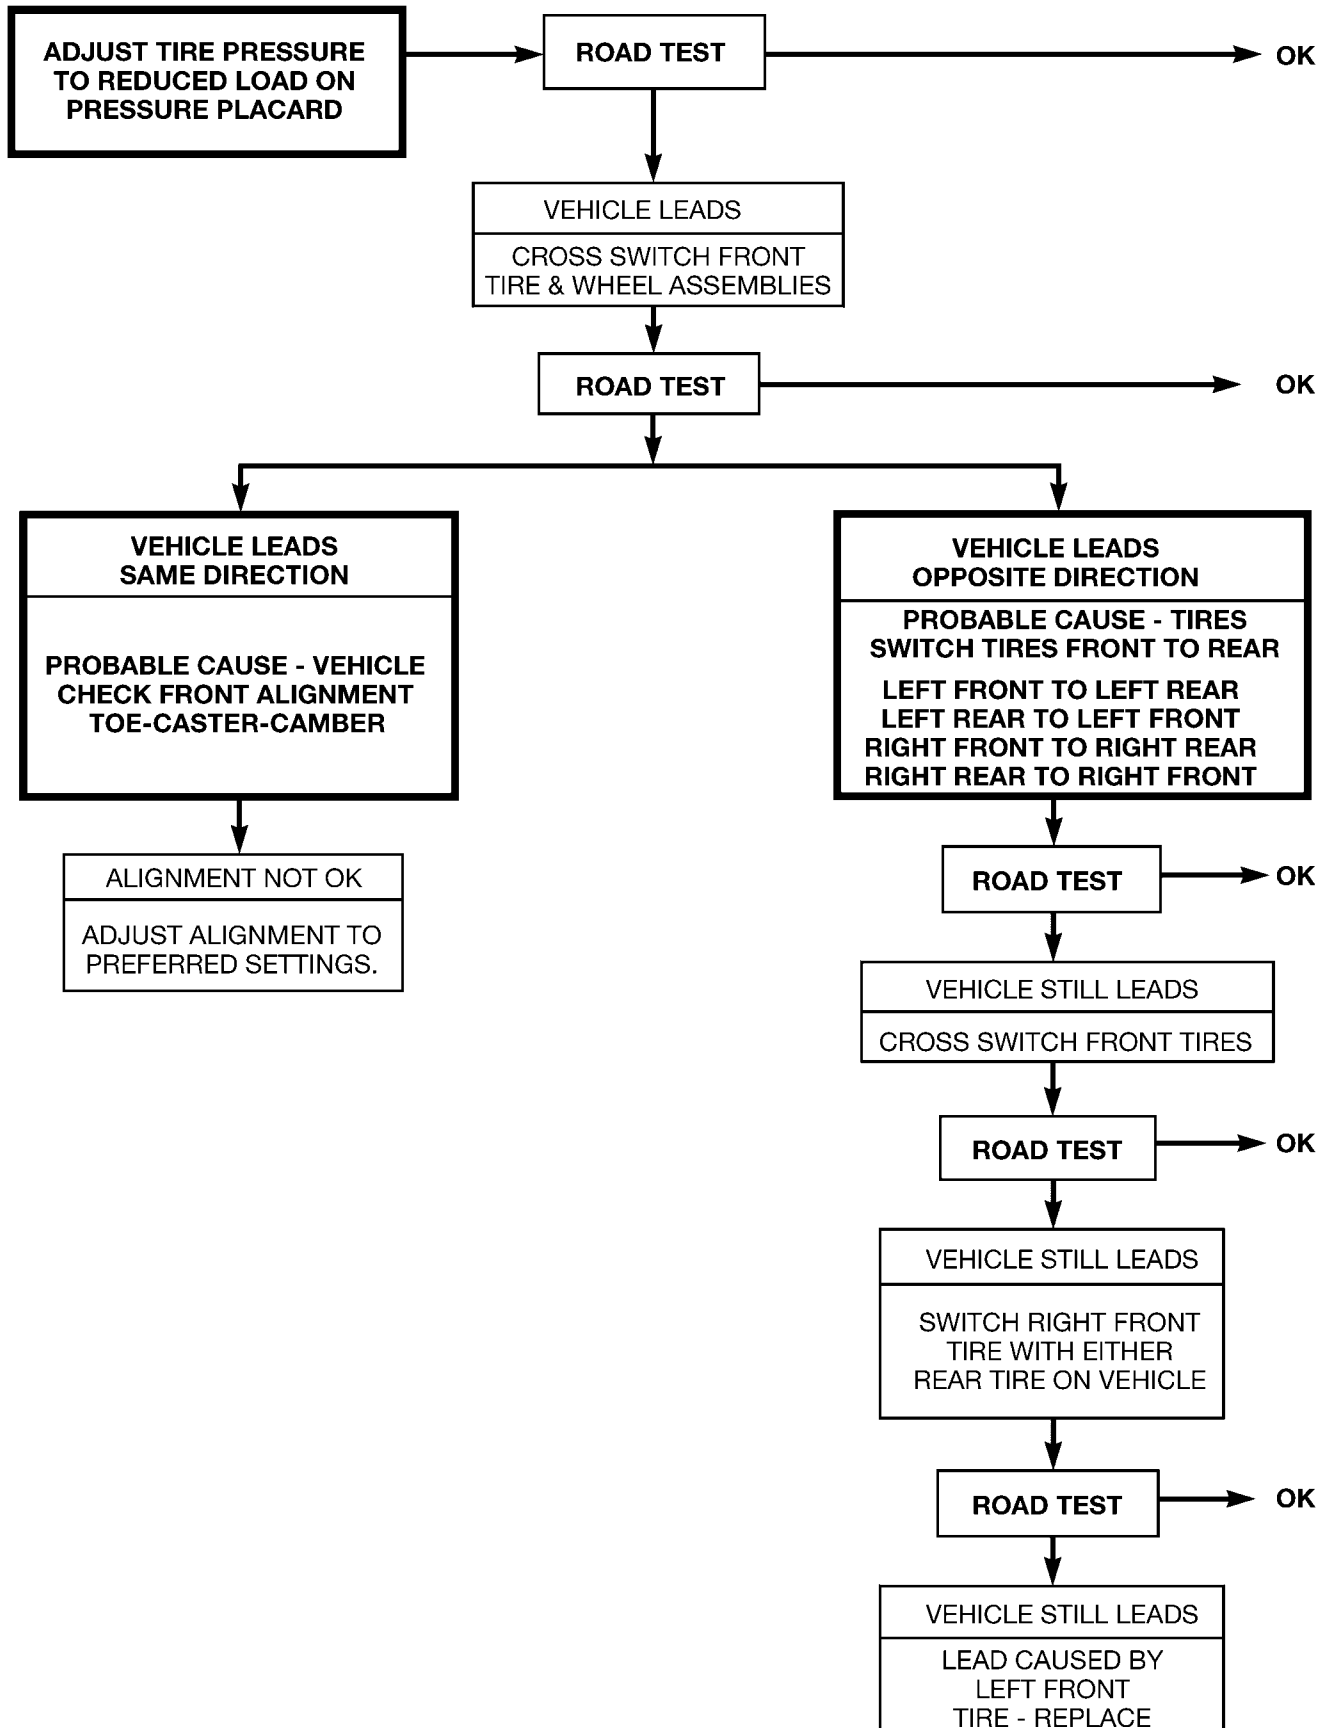 ADJUST TIRE PRESSURE
TO REDUCED LOAD ON
PRESSURE PLACARD
ROAD TEST
OK
VEHICLE LEADS
CROSS SWITCH FRONT
TIRE & WHEEL ASSEMBLIES
ROAD TEST
OK
VEHICLE LEADS
SAME DIRECTION
PROBABLE CAUSE - VEHICLE
CHECK FRONT ALIGNMENT
TOE-CASTER-CAMBER
ALIGNMENT NOT OK
ADJUST ALIGNMENT TO
PREFERRED SETTINGS.
VEHICLE LEADS
OPPOSITE DIRECTION
PROBABLE CAUSE - TIRES
SWITCH TIRES FRONT TO REAR
LEFT FRONT TO LEFT REAR
LEFT REAR TO LEFT FRONT
RIGHT FRONT TO RIGHT REAR
RIGHT REAR TO RIGHT FRONT
ROAD TEST
OK
VEHICLE STILL LEADS
CROSS SWITCH FRONT TIRES
ROAD TEST
OK
VEHICLE STILL LEADS
SWITCH RIGHT FRONT
TIRE WITH EITHER
REAR TIRE ON VEHICLE
ROAD TEST
OK
VEHICLE STILL LEADS
LEAD CAUSED BY
LEFT FRONT
TIRE - REPLACE